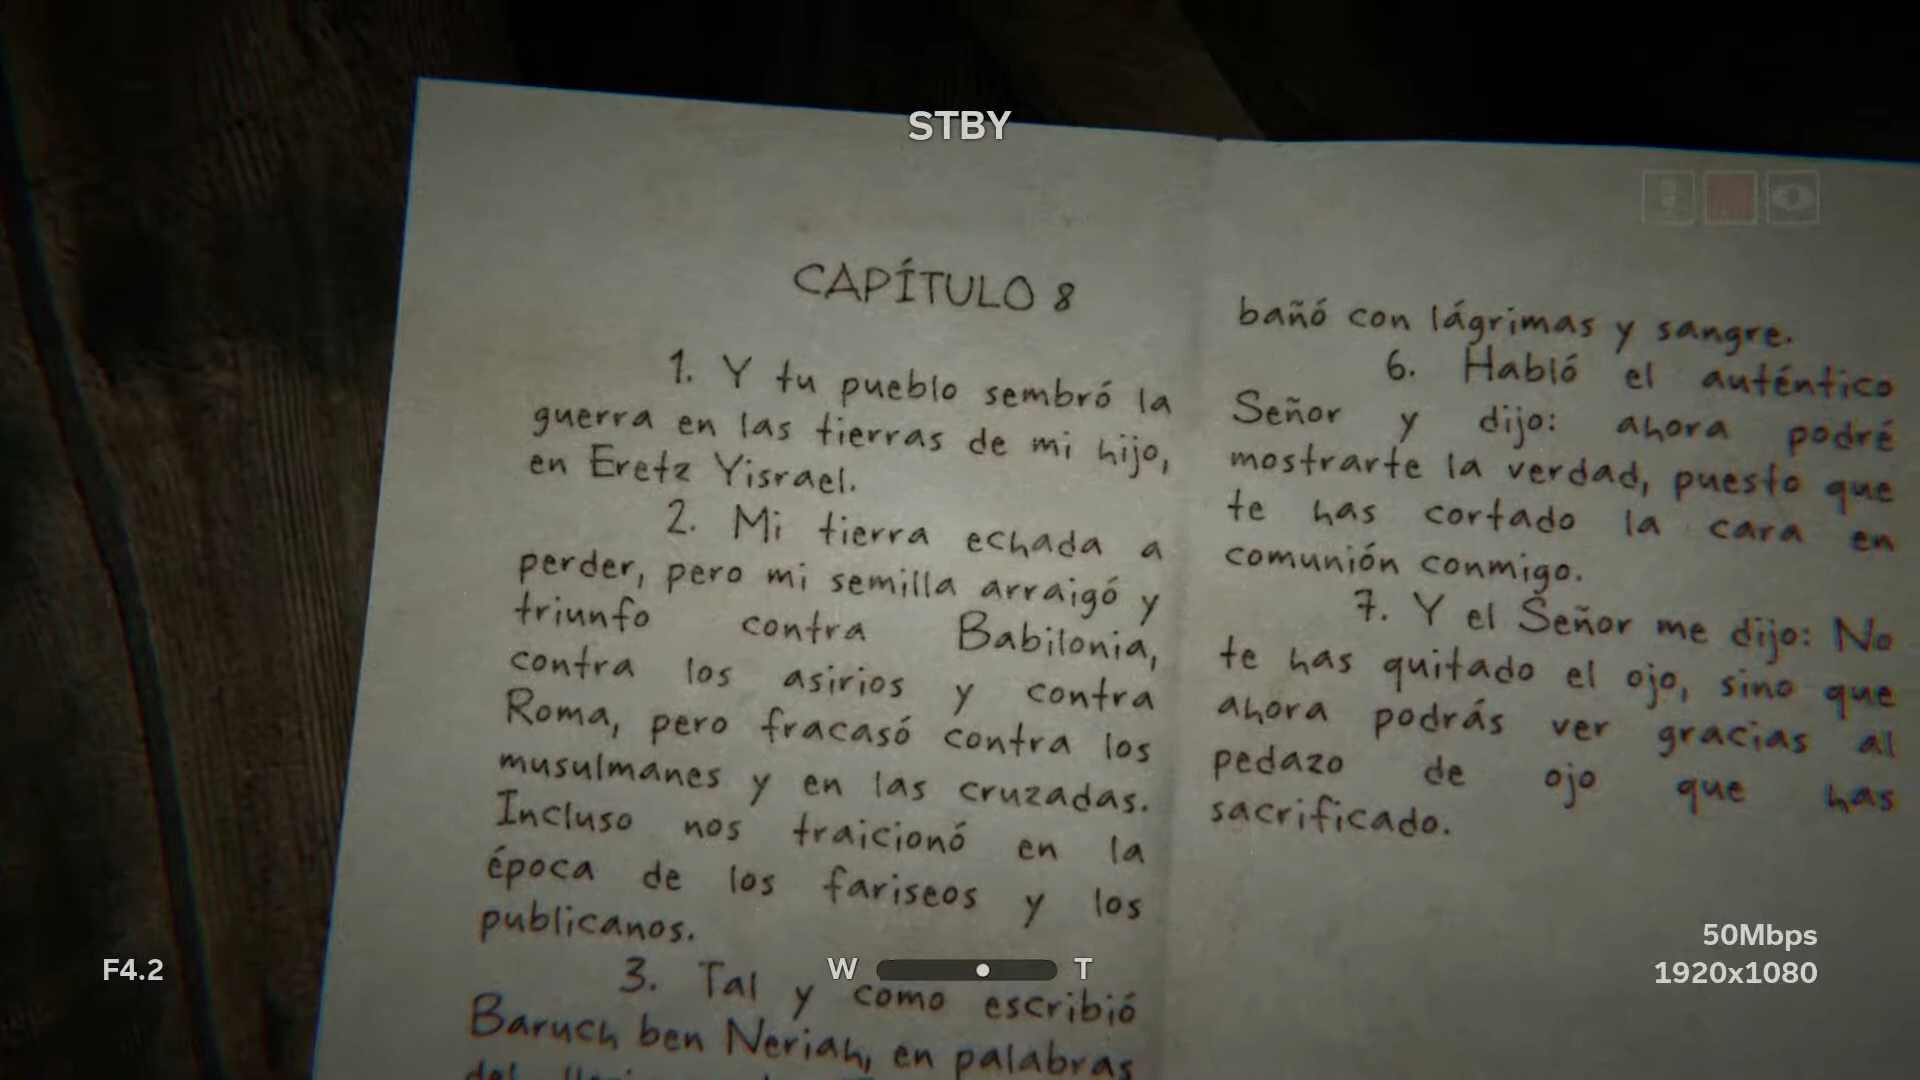 STBY
CAPÍTULO 8
1. Y tu pueblo sembró la
guerra en las tierras de mi hijo,
en Eretz Yisrael.
2. Mi tierra echada a
perder, pero mi semilla arraigó y
triunfo contra Babilonia,
contra los asirios y contra
Roma, pero fracasó contra los
musulmanes y en las cruzadas.
Incluso nos traicionó en la
época de los fariseos y los
publicanos.
3. Tal y como escribió
Baruch ben Neriah, en palabras
bañó con lágrimas y sangre.
6. Habló el auténtico
Señor y dijo: ahora podré
mostrarte la verdad, puesto que
te has cortado la cara en
comunión conmigo.
7. Y el Señor me dijo: No
te has quitado el ojo, sino que
ahora podrás ver gracias al
pedazo de ojo que has
sacrificado.
F4.2
W T
50Mbps
1920x1080